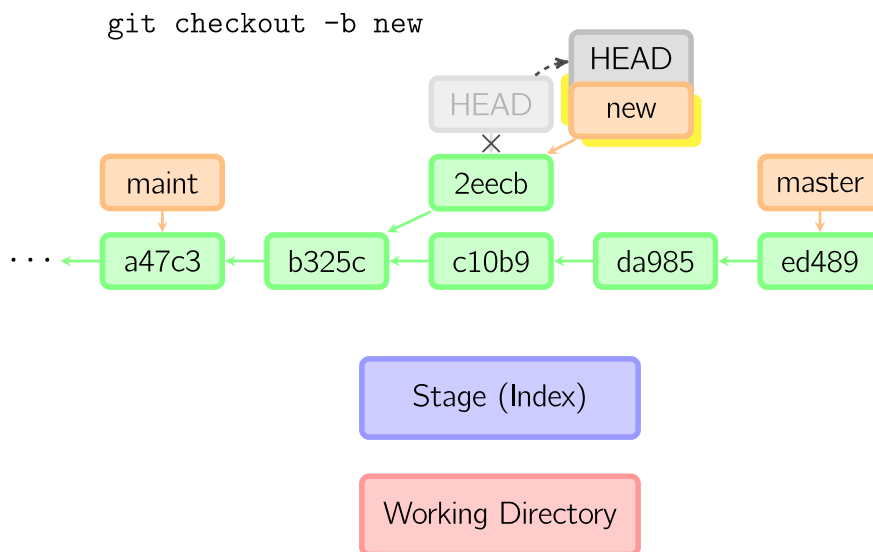 git checkout -b new
HEAD
HEAD
new
maint
2eecb
master
... a47c3 b325c c10b9 da985 ed489
Stage (Index)
Working Directory